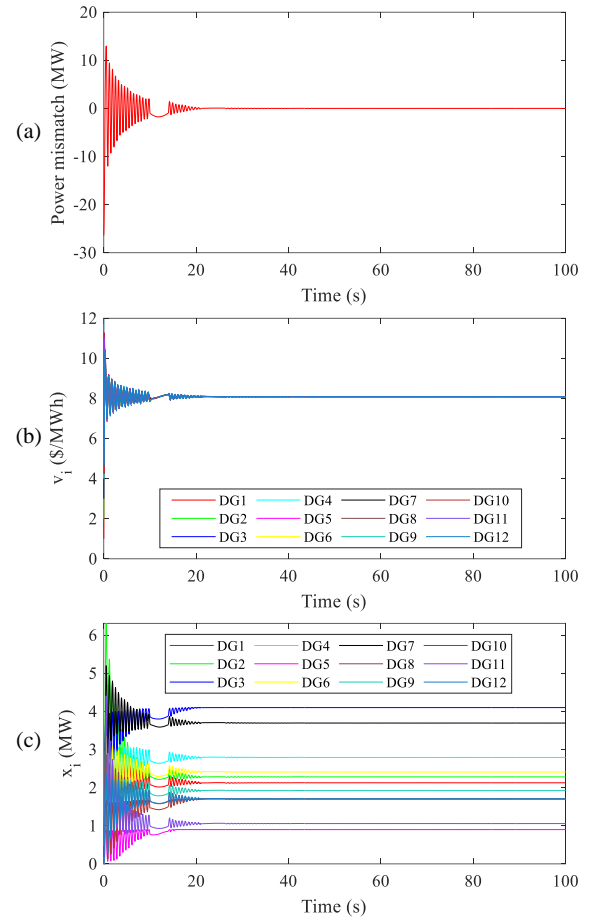 20
10
0
-10
-20
-30
Power mismatch (MW)
(a)
0 20 40 60 80 100
Time (s)
12
10
8
6
4
2
0
v_i ($/MWh)
(b)
DG1 DG4 DG7 DG10
DG2 DG5 DG8 DG11
DG3 DG6 DG9 DG12
0 20 40 60 80 100
Time (s)
6
5
4
3
2
1
0
x_i (MW)
(c)
DG1 DG4 DG7 DG10
DG2 DG5 DG8 DG11
DG3 DG6 DG9 DG12
0 20 40 60 80 100
Time (s)